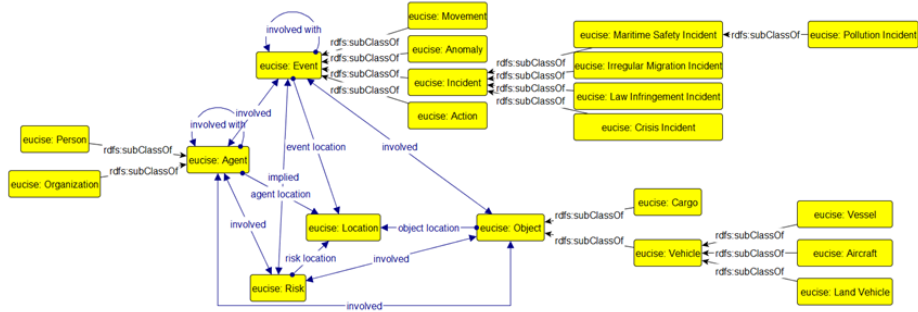 involved with
eucise: Movement
rdfs:subClassOf
eucise: Maritime Safety Incident
rdfs:subClassOf
eucise: Pollution Incident
eucise: Event
rdfs:subClassOf
eucise: Anomaly
rdfs:subClassOf
eucise: Irregular Migration Incident
rdfs:subClassOf
eucise: Incident
rdfs:subClassOf
rdfs:subClassOf
eucise: Law Infringement Incident
rdfs:subClassOf
eucise: Action
rdfs:subClassOf
eucise: Crisis Incident
involved with
involved
eucise: Person
rdfs:subClassOf
eucise: Agent
event location
involved
eucise: Organization
rdfs:subClassOf
implied
agent location
eucise: Cargo
rdfs:subClassOf
eucise: Vessel
involved
eucise: Location
object location
eucise: Object
rdfs:subClassOf
rdfs:subClassOf
eucise: Vehicle
rdfs:subClassOf
eucise: Aircraft
risk location
involved
rdfs:subClassOf
eucise: Risk
eucise: Land Vehicle
involved